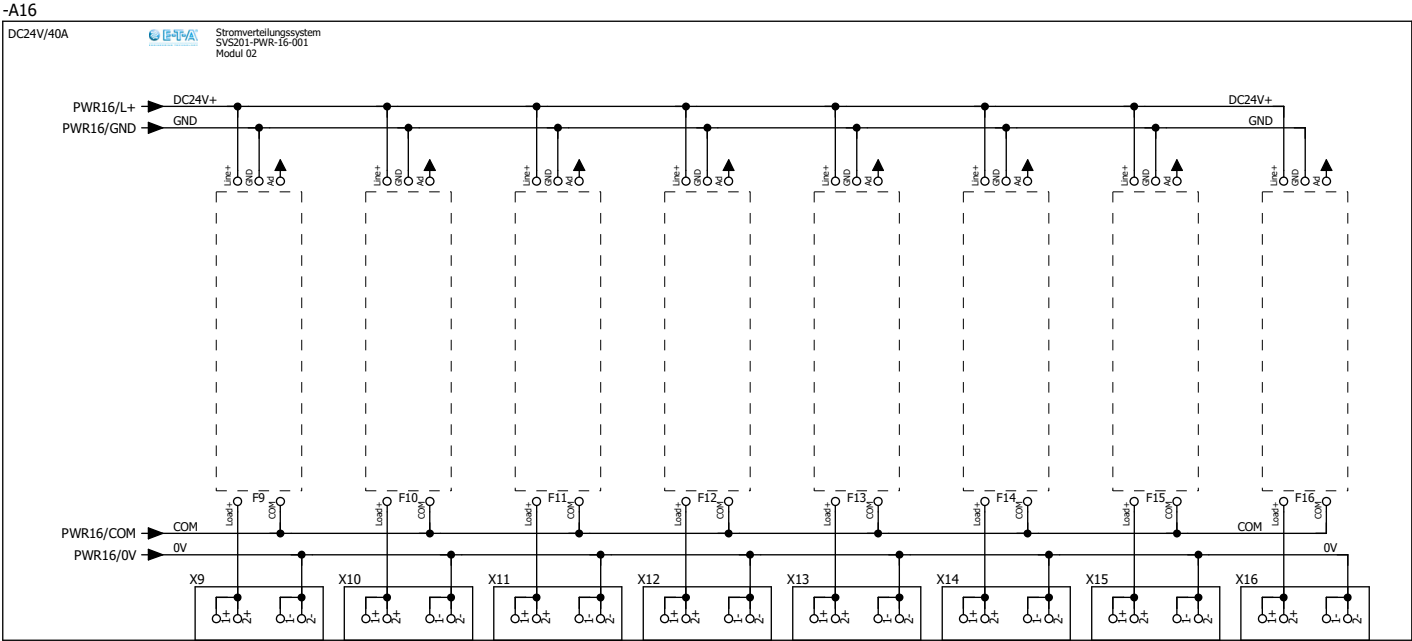 -A16
DC24V/40A
E-T-A
Stromverteilungssystem
SVS201-PWR-16-001
Modul 02
PWR16/L+ DC24V+ DC24V+
PWR16/GND GND GND
Line+ GND Ad Line+ GND Ad Line+ GND Ad Line+ GND Ad Line+ GND Ad Line+ GND Ad Line+ GND Ad Line+ GND Ad
F9 F10 F11 F12 F13 F14 F15 F16
Load+ COM Load+ COM Load+ COM Load+ COM Load+ COM Load+ COM Load+ COM Load+ COM
PWR16/COM COM COM
PWR16/0V 0V 0V
X9 X10 X11 X12 X13 X14 X15 X16
1+ 2+ 1- 2- 1+ 2+ 1- 2- 1+ 2+ 1- 2- 1+ 2+ 1- 2- 1+ 2+ 1- 2- 1+ 2+ 1- 2- 1+ 2+ 1- 2- 1+ 2+ 1- 2-